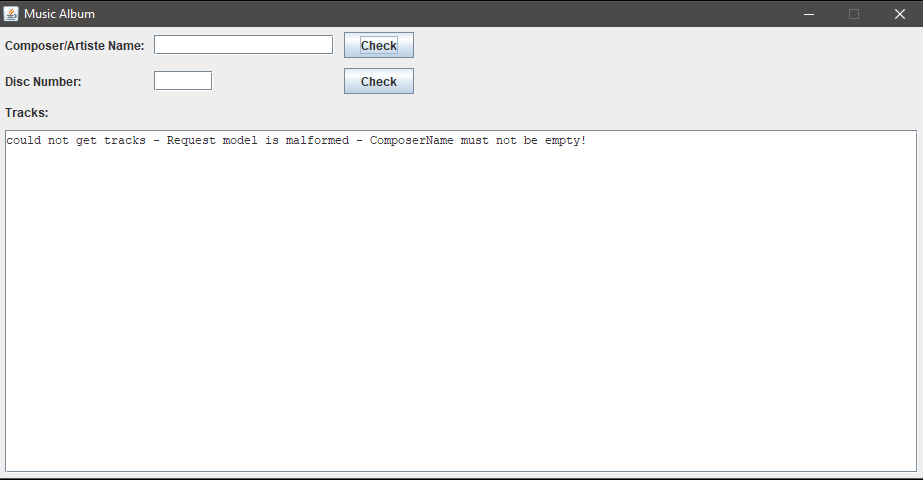 Music Album
Composer/Artiste Name: Check
Disc Number: Check
Tracks:
could not get tracks - Request model is malformed - ComposerName must not be empty!